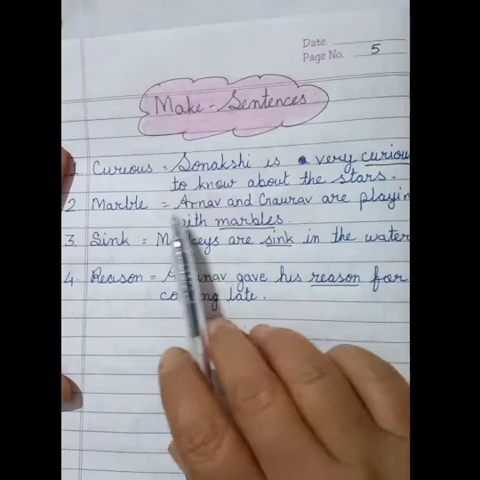 Date
Page No. 5
Make-Sentences
1. Curious = Sonakshi is very curious
to know about the stars.
2. Marble = Arnav and Gaurav are playin
with marbles.
3. Sink = are sink in the water
4. Reason = gave his reason for
late.